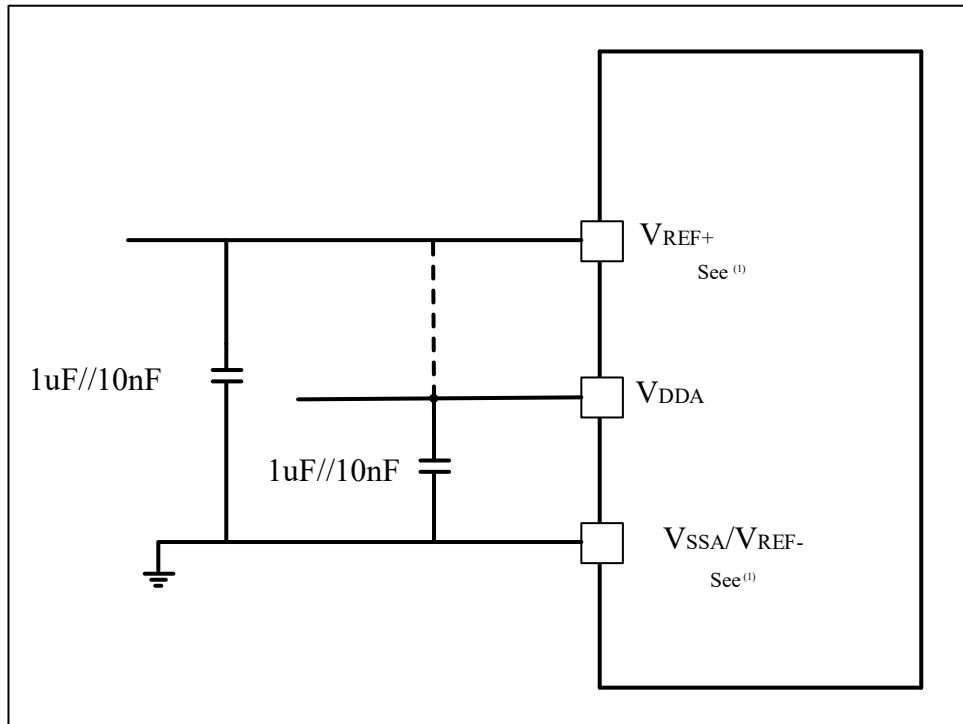 VREF+
See (1)
1uF//10nF
VDDA
1uF//10nF
VSSA/VREF-
See (1)